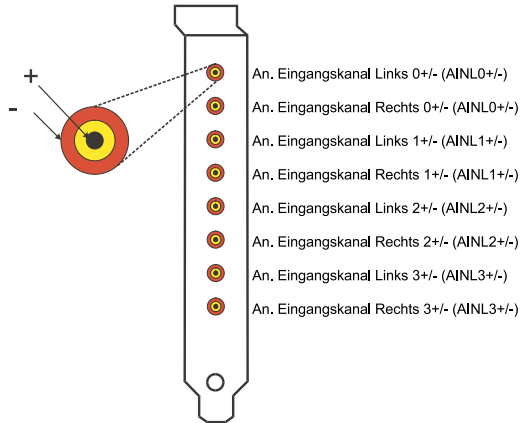 An. Eingangskanal Links 0+/- (AINL0+/-)
+
An. Eingangskanal Rechts 0+/- (AINL0+/-)
-
An. Eingangskanal Links 1+/- (AINL1+/-)
An. Eingangskanal Rechts 1+/- (AINL1+/-)
An. Eingangskanal Links 2+/- (AINL2+/-)
An. Eingangskanal Rechts 2+/- (AINL2+/-)
An. Eingangskanal Links 3+/- (AINL3+/-)
An. Eingangskanal Rechts 3+/- (AINL3+/-)